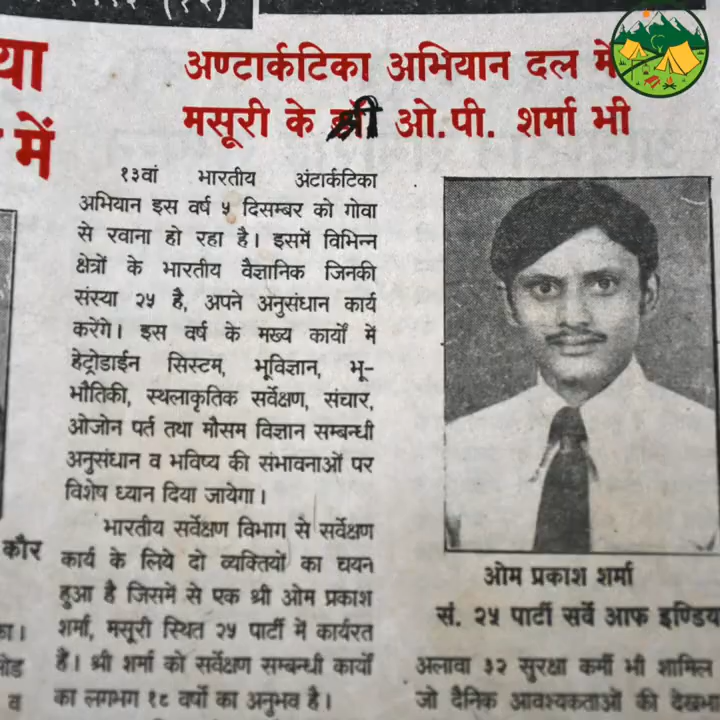 (१२)
या
में
अण्टार्कटिका अभियान दल में
मसूरी के श्री ओ.पी. शर्मा भी
१३वां भारतीय अंटार्कटिका
अभियान इस वर्ष ५ दिसम्बर को गोवा
से रवाना हो रहा है। इसमें विभिन्न
क्षेत्रों के भारतीय वैज्ञानिक जिनकी
संख्या २५ है, अपने अनुसंधान कार्य
करेंगे। इस वर्ष के मख्य कार्यों में
हेट्रोडाईन सिस्टम, भूविज्ञान, भू-
भौतिकी, स्थलाकृतिक सर्वेक्षण, संचार,
ओजोन पर्त तथा मौसम विज्ञान सम्बन्धी
अनुसंधान व भविष्य की संभावनाओं पर
विशेष ध्यान दिया जायेगा।
भारतीय सर्वेक्षण विभाग से सर्वेक्षण
कार्य के लिये दो व्यक्तियों का चयन
हुआ है जिसमें से एक श्री ओम प्रकाश
शर्मा, मसूरी स्थित २५ पार्टी में कार्यरत
हैं। श्री शर्मा को सर्वेक्षण सम्बन्धी कार्यों
का लगभग १८ वर्षों का अनुभव है।
ओम प्रकाश शर्मा
सं. २५ पार्टी सर्वे आफ इण्डिय
अलावा ३२ सुरक्षा कर्मी भी शामिल
जो दैनिक आवश्यकताओं की देखभा
कौर
व